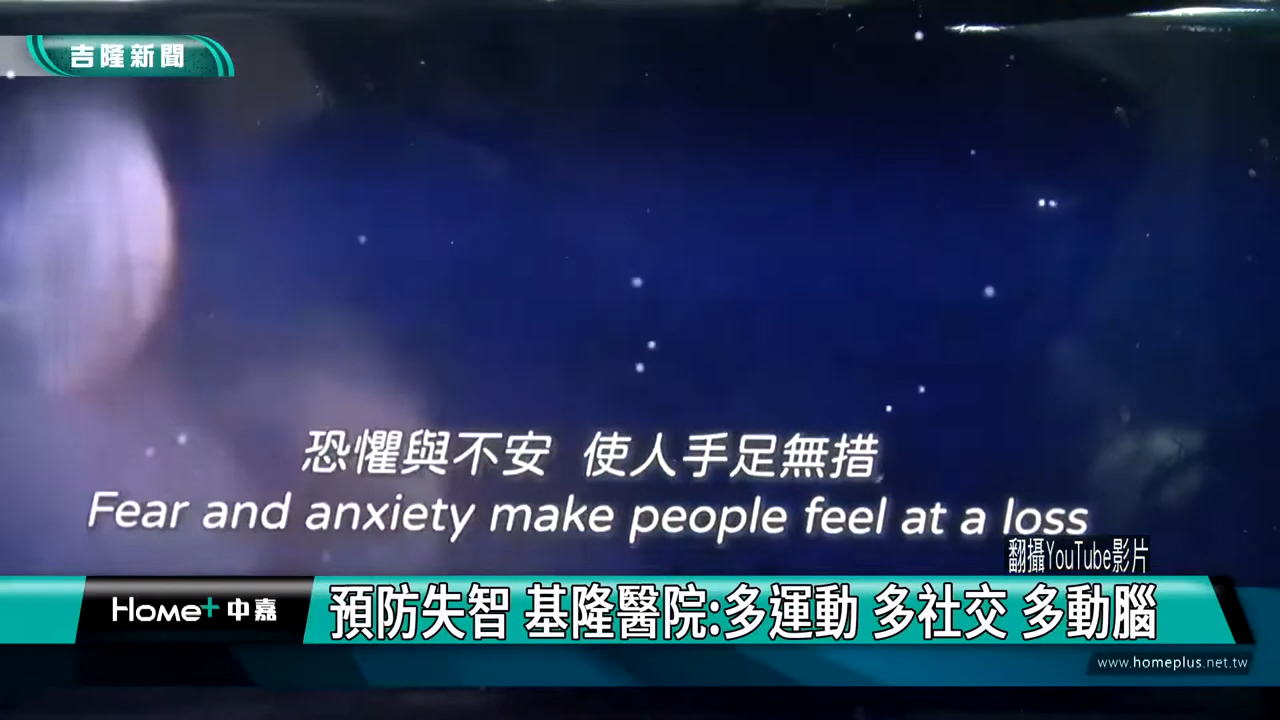 吉隆新聞
恐懼與不安 使人手足無措
Fear and anxiety make people feel at a loss
翻攝YouTube影片
Home+中嘉
預防失智 基隆醫院:多運動 多社交 多動腦
www.homeplus.net.tw